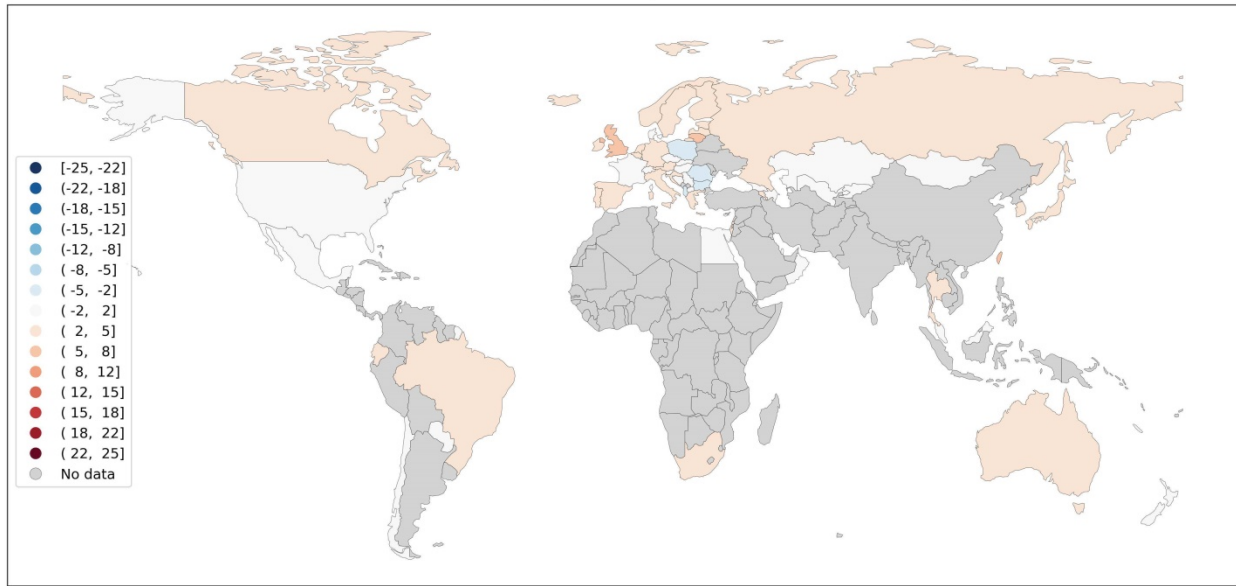 [-25, -22]
(-22, -18]
(-18, -15]
(-15, -12]
(-12, -8]
( -8, -5]
( -5, -2]
( -2, 2]
( 2, 5]
( 5, 8]
( 8, 12]
( 12, 15]
( 15, 18]
( 18, 22]
( 22, 25]
No data